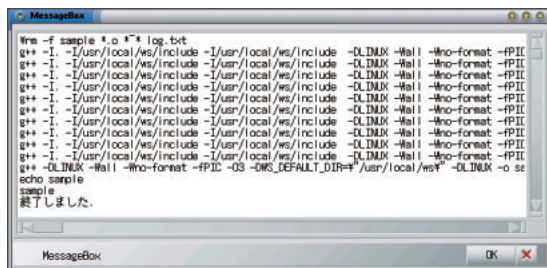 MessageBox
¥rm -f sample *.o *~* log.txt
g++ -I. -I/usr/local/ws/include -I/usr/local/ws/include -DLINUX -Wall -Wno-format -fPIC
g++ -I. -I/usr/local/ws/include -I/usr/local/ws/include -DLINUX -Wall -Wno-format -fPIC
g++ -I. -I/usr/local/ws/include -I/usr/local/ws/include -DLINUX -Wall -Wno-format -fPIC
g++ -I. -I/usr/local/ws/include -I/usr/local/ws/include -DLINUX -Wall -Wno-format -fPIC
g++ -I. -I/usr/local/ws/include -I/usr/local/ws/include -DLINUX -Wall -Wno-format -fPIC
g++ -I. -I/usr/local/ws/include -I/usr/local/ws/include -DLINUX -Wall -Wno-format -fPIC
g++ -I. -I/usr/local/ws/include -I/usr/local/ws/include -DLINUX -Wall -Wno-format -fPIC
g++ -I. -I/usr/local/ws/include -I/usr/local/ws/include -DLINUX -Wall -Wno-format -fPIC
g++ -I. -I/usr/local/ws/include -I/usr/local/ws/include -DLINUX -Wall -Wno-format -fPIC
g++ -I. -I/usr/local/ws/include -I/usr/local/ws/include -DLINUX -Wall -Wno-format -fPIC
g++ -DLINUX -Wall -Wno-format -fPIC -O3 -DWS_DEFAULT_DIR=¥"/usr/local/ws¥" -DLINUX -o sa
echo sample
sample
終了しました.
MessageBox OK